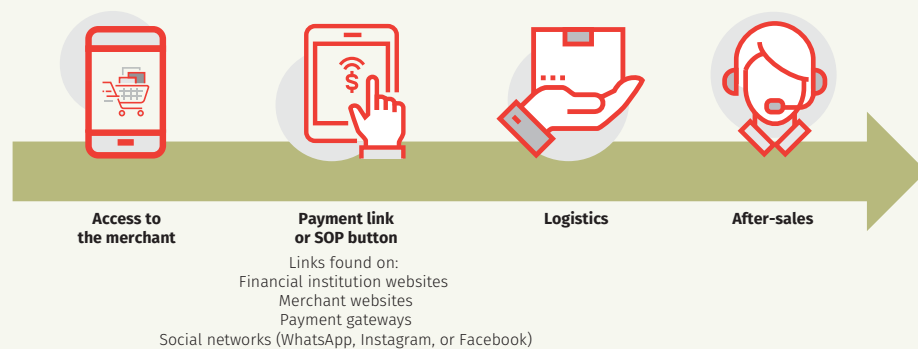 Access to
the merchant
Payment link
or SOP button
Links found on:
Financial institution websites
Merchant websites
Payment gateways
Social networks (WhatsApp, Instagram, or Facebook)
Logistics
After-sales
$